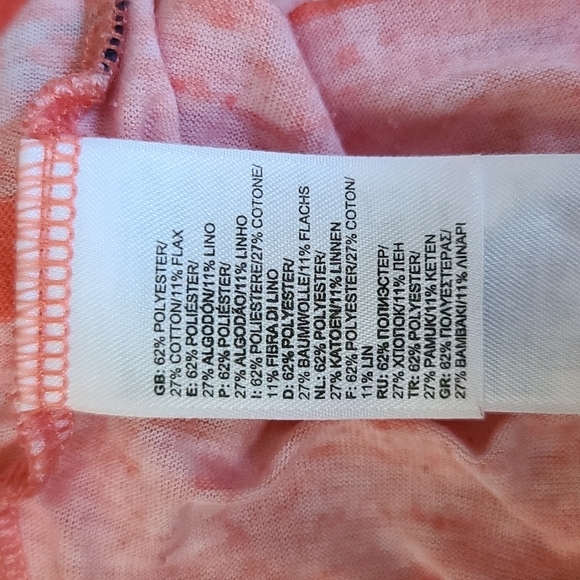 GB: 62% POLYESTER/
27% COTTON/11% FLAX
E: 62% POLIÉSTER/
27% ALGODÓN/11% LINO
P: 62% POLIÉSTER/
27% ALGODÃO/11% LINHO
I: 62% POLIESTERE/27% COTONE/
11% FIBRA DI LINO
D: 62% POLYESTER/
27% BAUMWOLLE/11% FLACHS
NL: 62% POLYESTER/
27% KATOEN/11% LINNEN
F: 62% POLYESTER/27% COTON/
11% LIN
RU: 62% ПОЛИЭСТЕР/
27% ХЛОПОК/11% ЛЕН
TR: 62% POLYESTER/
27% PAMUK/11% KETEN
GR: 62% ΠΟΛΥΕΣΤΕΡΑΣ/
27% ΒΑΜΒΑΚΙ/11% ΛΙΝΑΡΙ